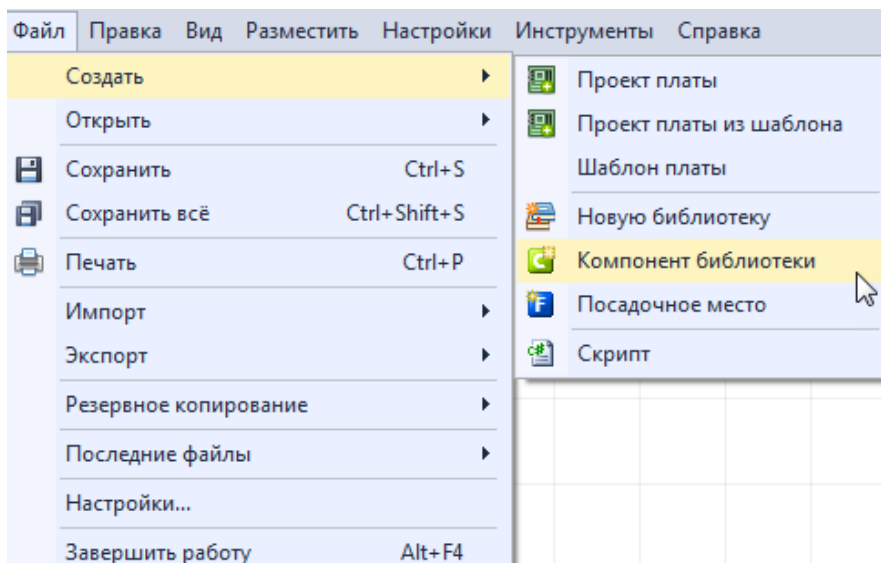 Файл Правка Вид Разместить Настройки Инструменты Справка
Создать
Открыть
Сохранить Ctrl+S
Сохранить всё Ctrl+Shift+S
Печать Ctrl+P
Импорт
Экспорт
Резервное копирование
Последние файлы
Настройки...
Завершить работу Alt+F4
Проект платы
Проект платы из шаблона
Шаблон платы
Новую библиотеку
Компонент библиотеки
Посадочное место
Скрипт